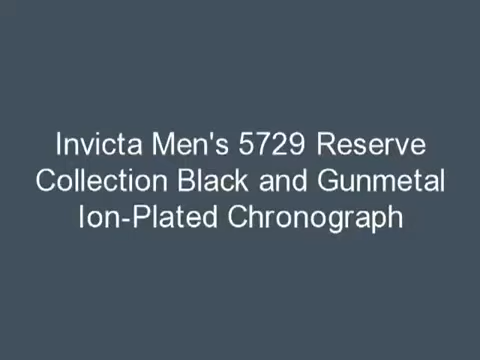 Invicta Men's 5729 Reserve
Collection Black and Gunmetal
Ion-Plated Chronograph